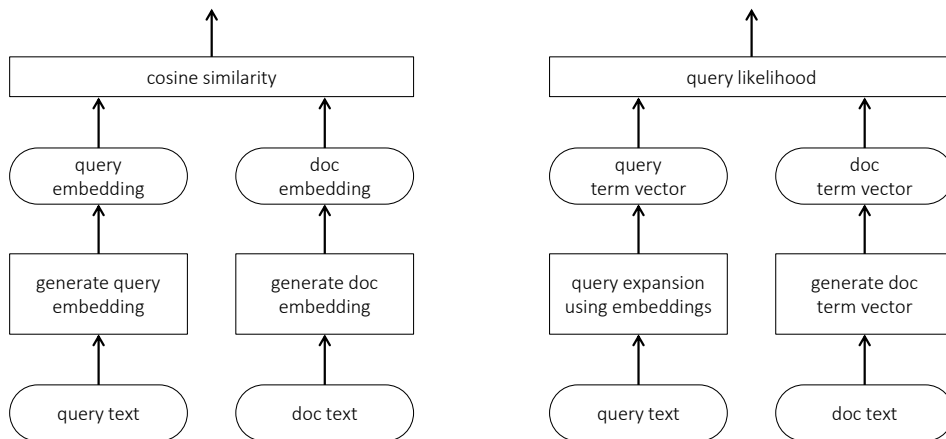 cosine similarity
query
embedding
doc
embedding
generate query
embedding
generate doc
embedding
query text
doc text
query likelihood
query
term vector
doc
term vector
query expansion
using embeddings
generate doc
term vector
query text
doc text